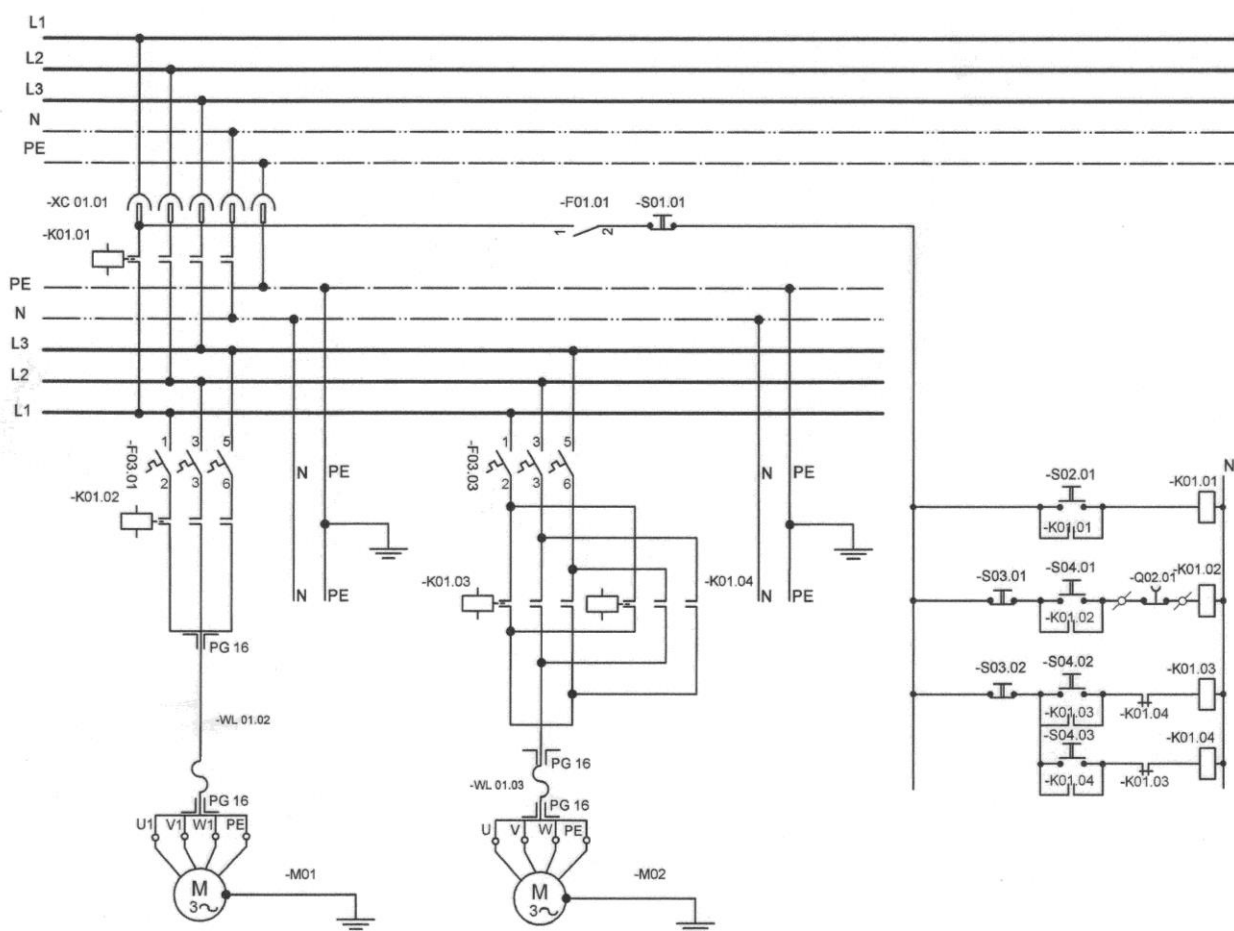 L1
L2
L3
N
PE
-XC 01.01
-F01.01
-S01.01
1
2
-K01.01
PE
N
L3
L2
L1
-F03.01
1
3
5
2
3
6
N
PE
-F03.03
1
3
5
2
3
6
N
PE
N
-K01.02
-S02.01
-K01.01
-K01.01
-K01.03
-K01.04
N
PE
N
PE
-S03.01
-S04.01
-Q02.01
-K01.02
-K01.02
PG 16
-S03.02
-S04.02
-K01.03
-K01.03
-K01.04
-WL 01.02
-S04.03
-K01.04
-K01.04
-K01.03
PG 16
-WL 01.03
PG 16
PG 16
U1
V1
W1
PE
U
V
W
PE
M
3
-M01
M
3
-M02